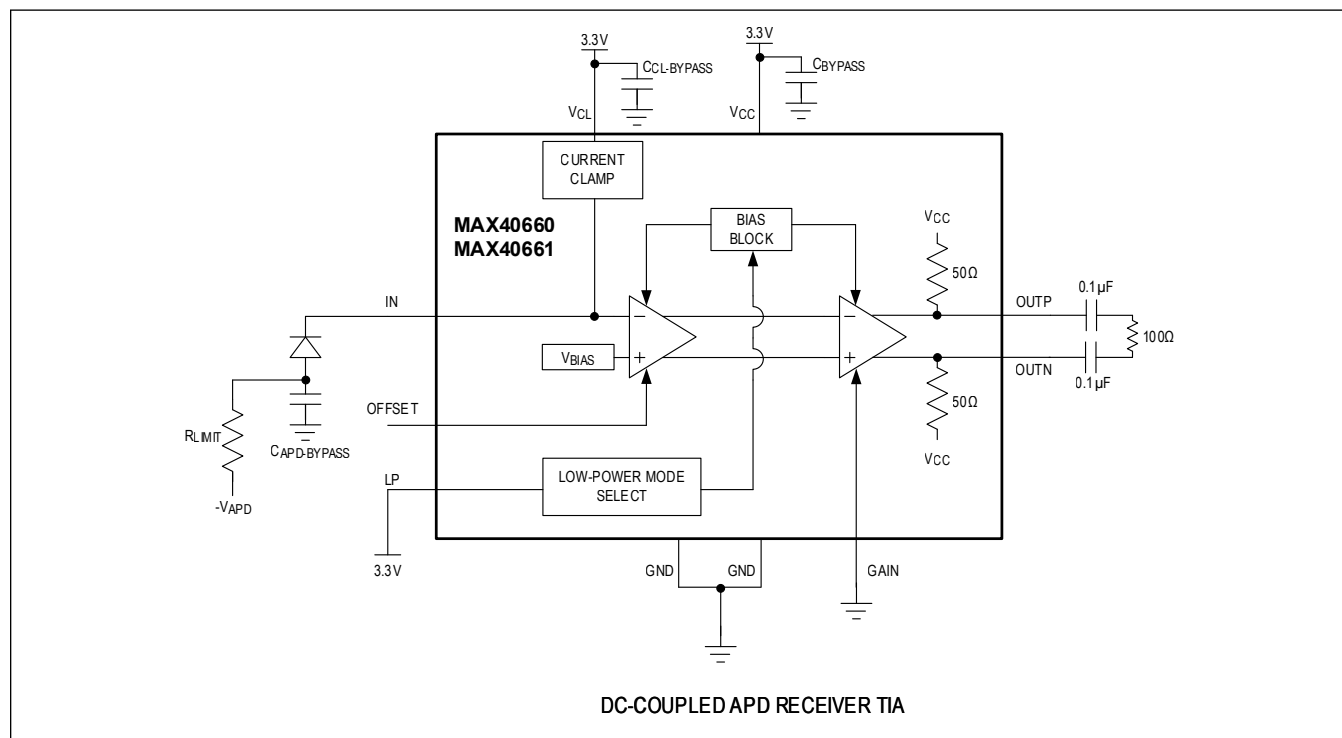 3.3V
3.3V
CCL-BYPASS
CBYPASS
VCL
VCC
CURRENT
CLAMP
MAX40660
MAX40661
BIAS
BLOCK
VCC
50Ω
IN
OUTP
0.1µF
100Ω
VBIAS
OUTN
0.1µF
OFFSET
50Ω
RLIMIT
CAPD-BYPASS
VCC
LP
LOW-POWER MODE
SELECT
-VAPD
3.3V
GND
GND
GAIN
DC-COUPLED APD RECEIVER TIA